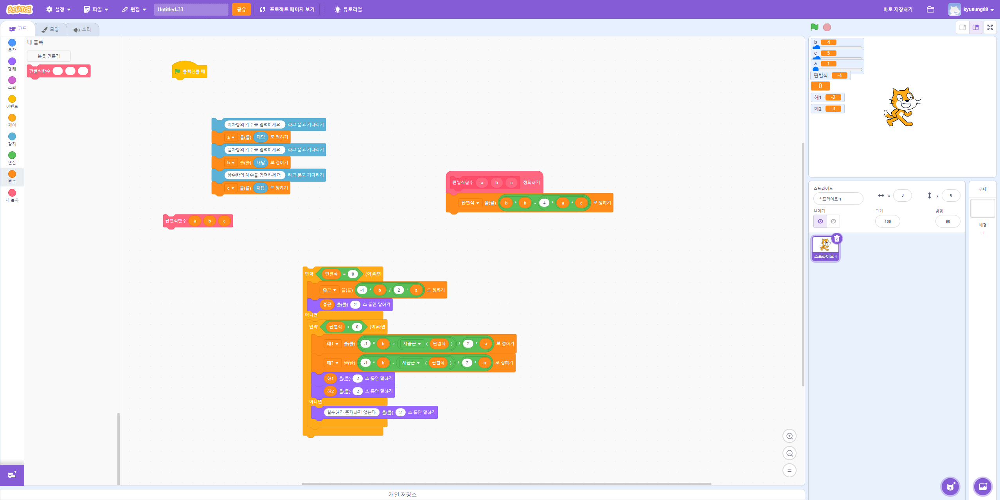 SCRATCH 설정 파일 편집 Untitled-33 공유 프로젝트 페이지 보기 튜토리얼 바로 저장하기 kyusung88
코드 모양 소리
동작
형태
소리
이벤트
제어
감지
연산
변수
내 블록
내 블록
블록 만들기
판별식함수
클릭했을 때
이차항의 계수를 입력하세요: 라고 묻고 기다리기
a 을(를) 대답 로 정하기
일차항의 계수를 입력하세요: 라고 묻고 기다리기
b 을(를) 대답 로 정하기
상수항의 계수를 입력하세요: 라고 묻고 기다리기
c 을(를) 대답 로 정하기
판별식함수 a b c
판별식함수 a b c 정의하기
판별식 을(를) b * b - 4 * a * c 로 정하기
만약 판별식 = 0 (이)라면
중근 을(를) -1 * b / 2 * a 로 정하기
중근 을(를) 2 초 동안 말하기
아니면
만약 판별식 > 0 (이)라면
해1 을(를) -1 * b + 제곱근 ( 판별식 ) / 2 * a 로 정하기
해2 을(를) -1 * b - 제곱근 ( 판별식 ) / 2 * a 로 정하기
해1 을(를) 2 초 동안 말하기
해2 을(를) 2 초 동안 말하기
아니면
실수해가 존재하지 않는다. 을(를) 2 초 동안 말하기
개인 저장소
b 4
c 5
a 1
판별식 -4
0
해1 -2
해2 -3
스프라이트
스프라이트 1
x 0
y 0
보이기
크기
100
방향
90
스프라이트 1
무대
배경
1